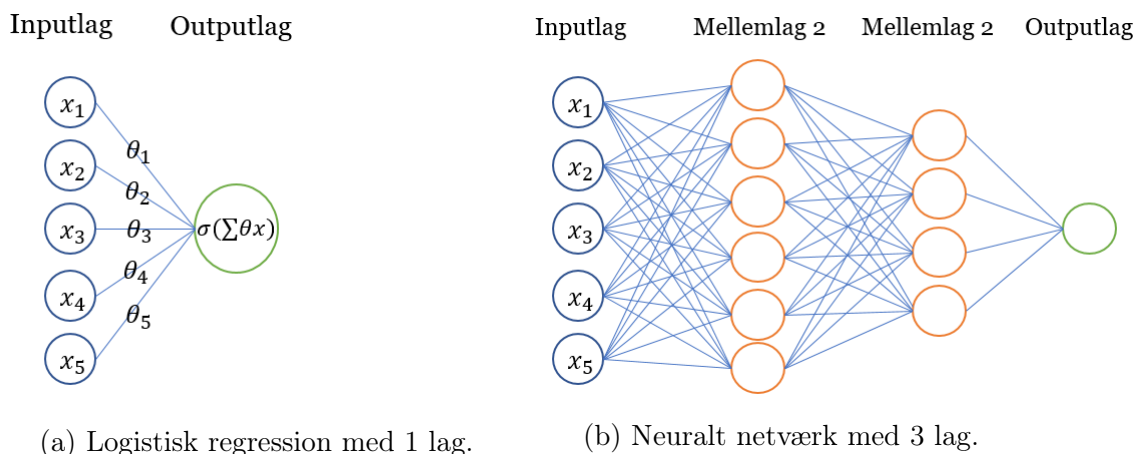 Inputlag
Outputlag
x₁
x₂
x₃
x₄
x₅
θ₁
θ₂
θ₃
θ₄
θ₅
σ(∑θx)
(a) Logistisk regression med 1 lag.
Inputlag
Mellemlag 2
Mellemlag 2
Outputlag
x₁
x₂
x₃
x₄
x₅
(b) Neuralt netværk med 3 lag.